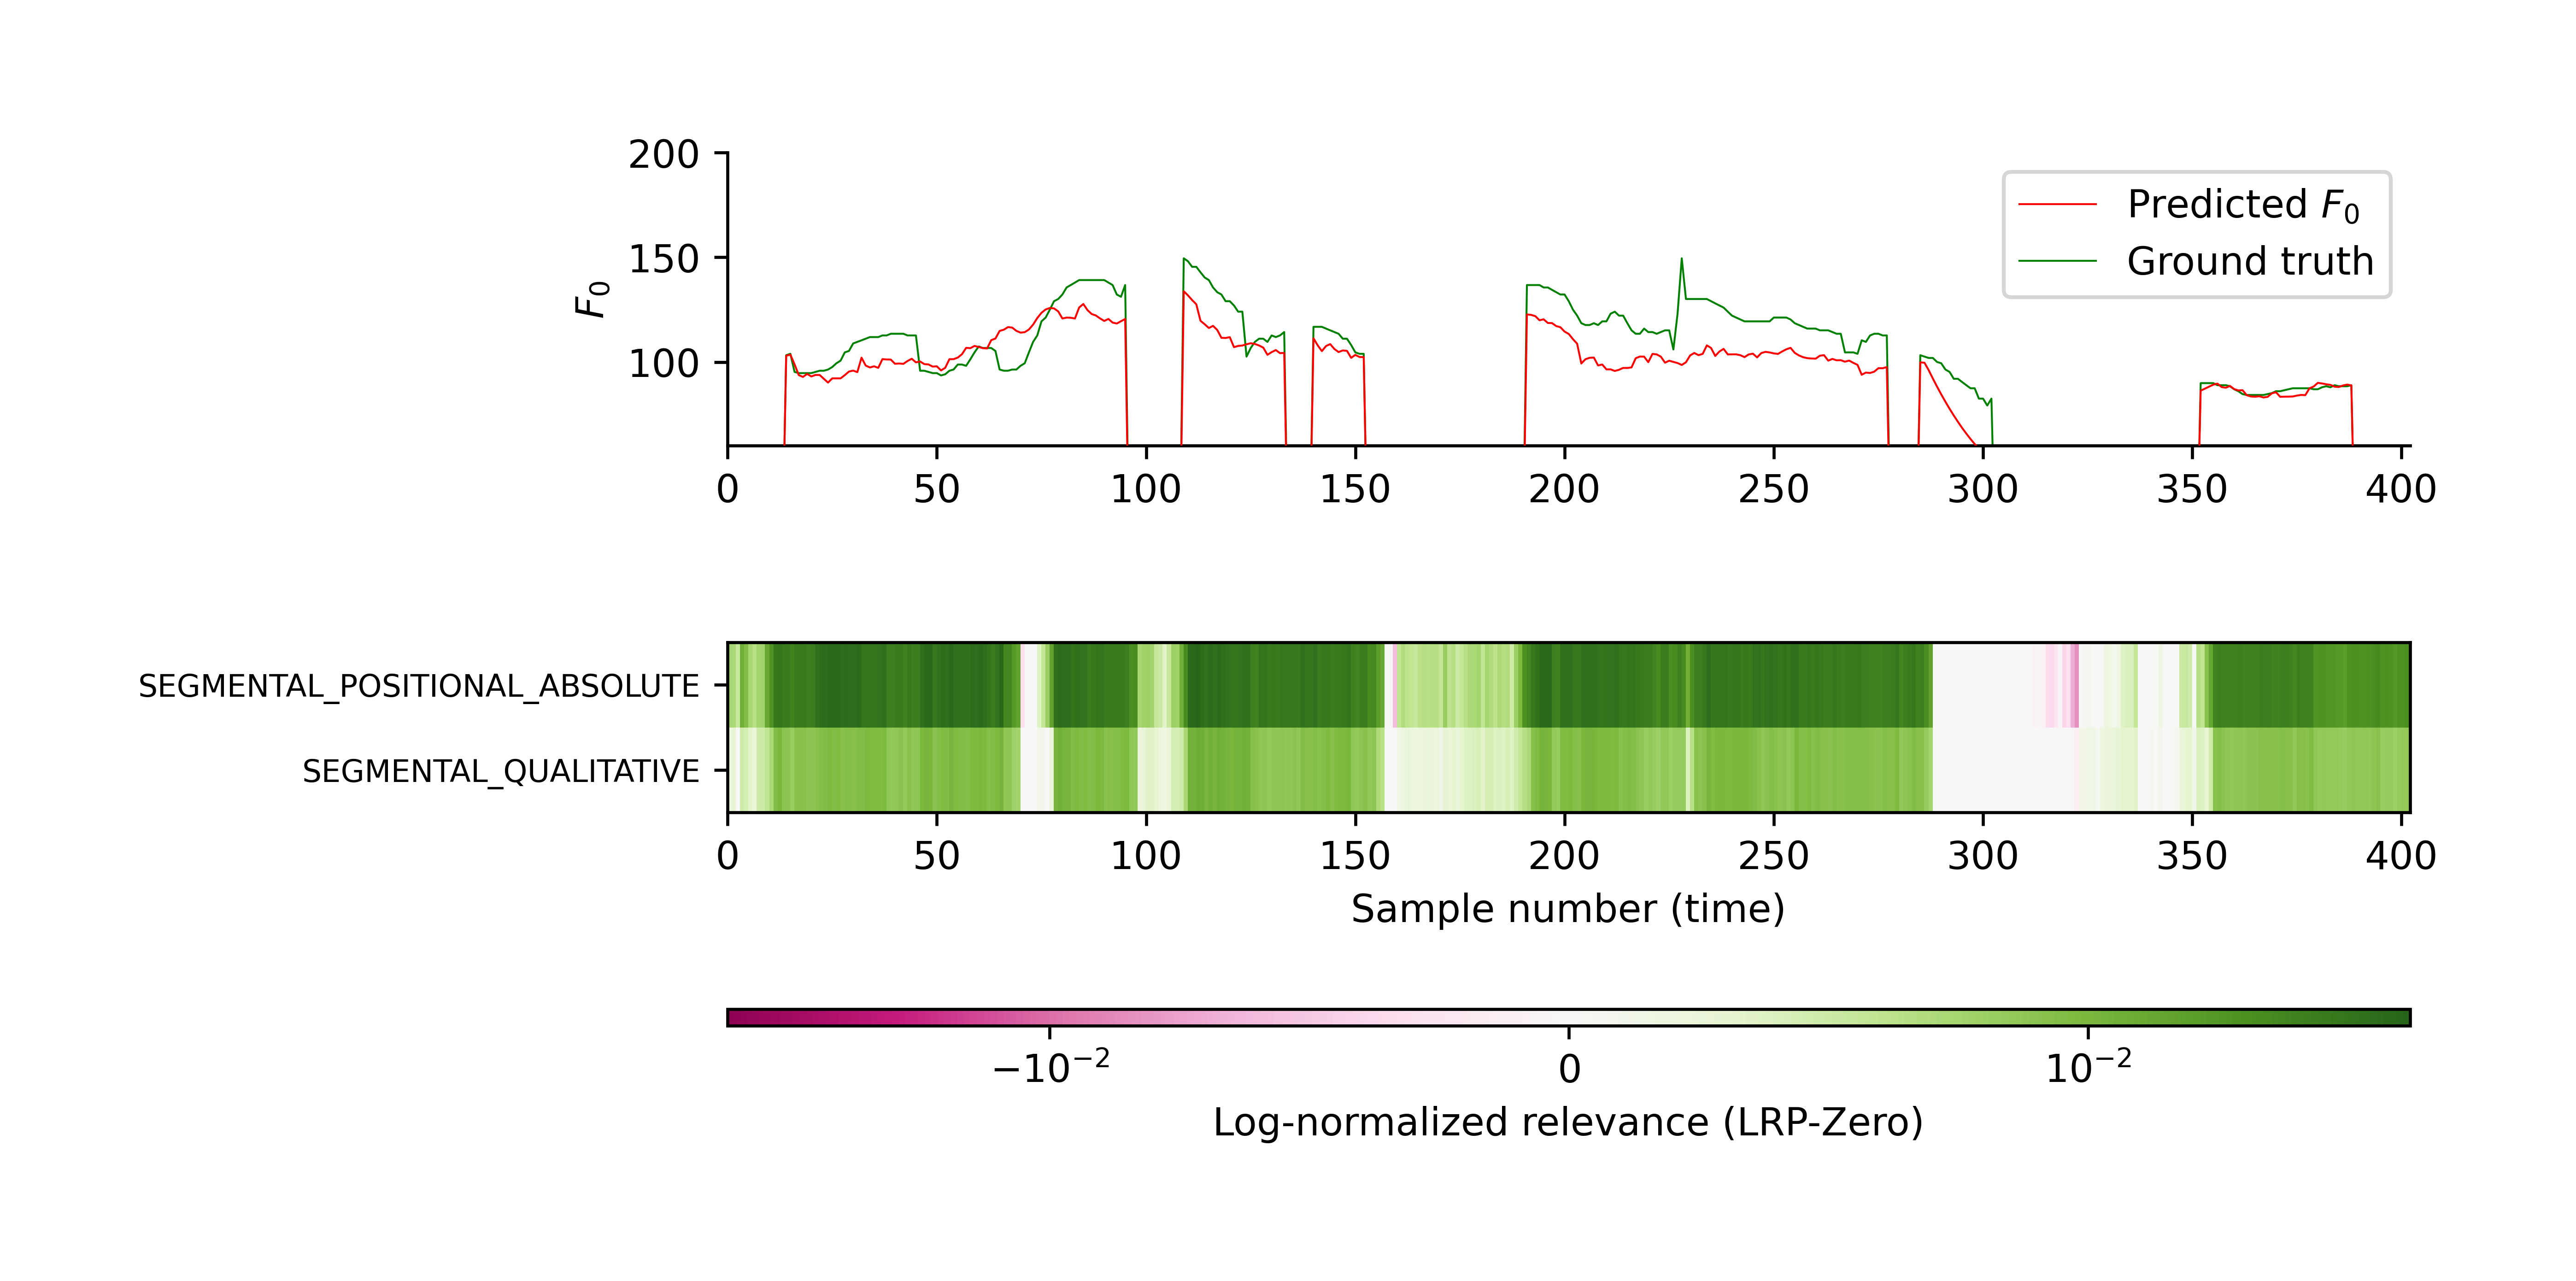 200
150
100
F₀
Predicted F₀
Ground truth
0 50 100 150 200 250 300 350 400
SEGMENTAL_POSITIONAL_ABSOLUTE
SEGMENTAL_QUALITATIVE
0 50 100 150 200 250 300 350 400
Sample number (time)
−10⁻² 0 10⁻²
Log-normalized relevance (LRP-Zero)